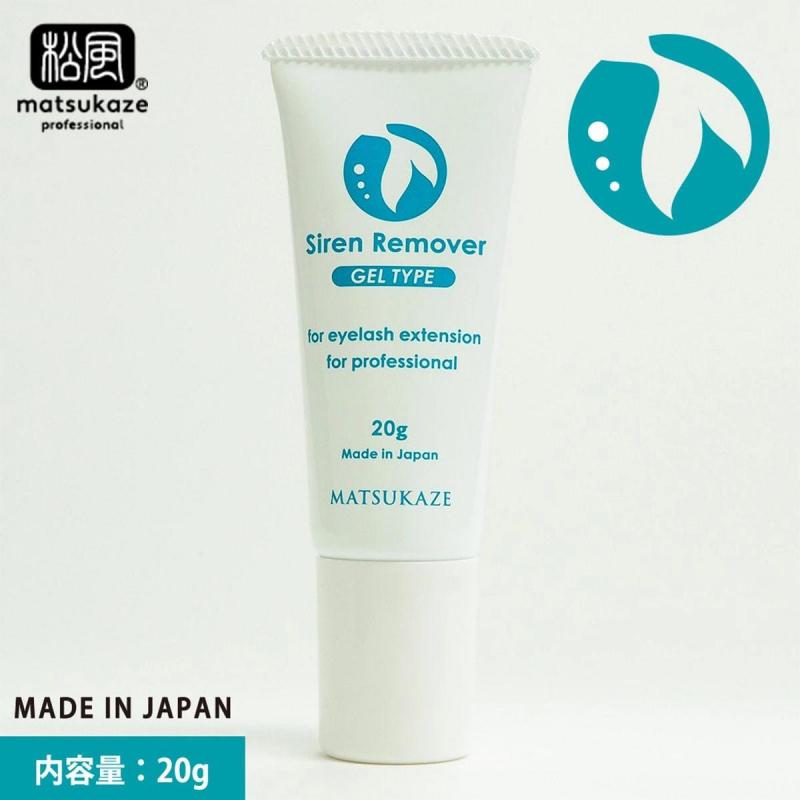 松風
matsukaze®
professional
Siren Remover
GEL TYPE
for eyelash extension
for professional
20g
Made in Japan
MATSUKAZE
MADE IN JAPAN
内容量：20g